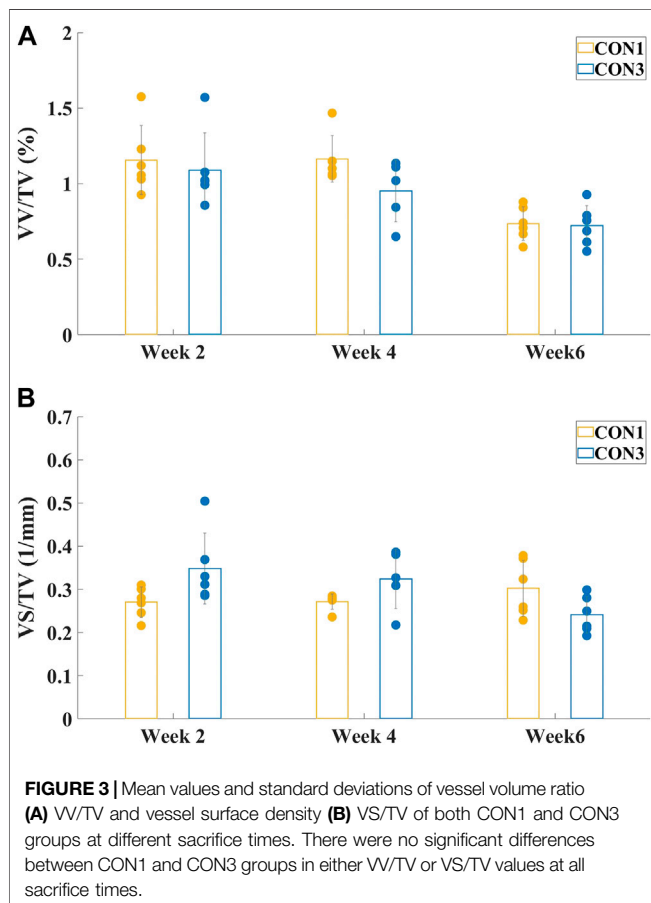 A
2
1.5
1
0.5
0
VV/TV (%)
CON1
CON3
Week 2 Week 4 Week6
B
0.7
0.6
0.5
0.4
0.3
0.2
0.1
0
VS/TV (1/mm)
CON1
CON3
Week 2 Week 4 Week6
FIGURE 3 | Mean values and standard deviations of vessel volume ratio
(A) VV/TV and vessel surface density (B) VS/TV of both CON1 and CON3
groups at different sacrifice times. There were no significant differences
between CON1 and CON3 groups in either VV/TV or VS/TV values at all
sacrifice times.